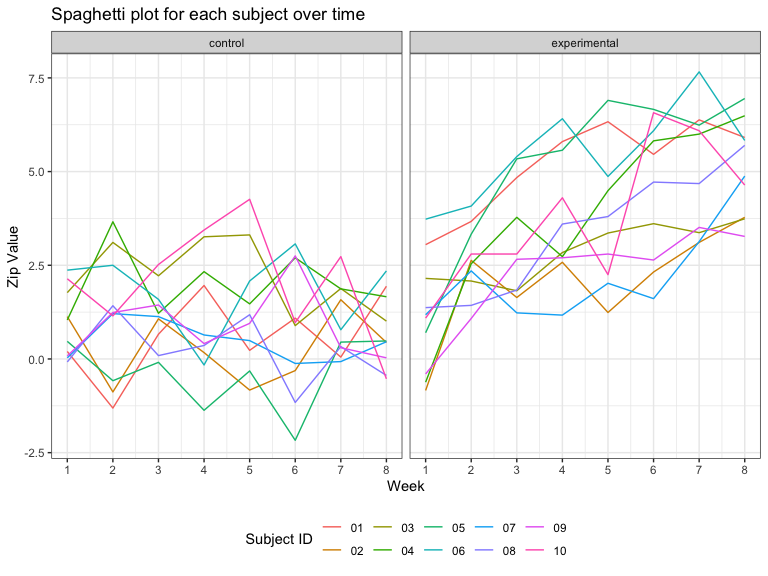 Spaghetti plot for each subject over time
control experimental
7.5
5.0
2.5
0.0
-2.5
Zip Value
1 2 3 4 5 6 7 8 1 2 3 4 5 6 7 8
Week
Subject ID
01 03 05 07 09
02 04 06 08 10